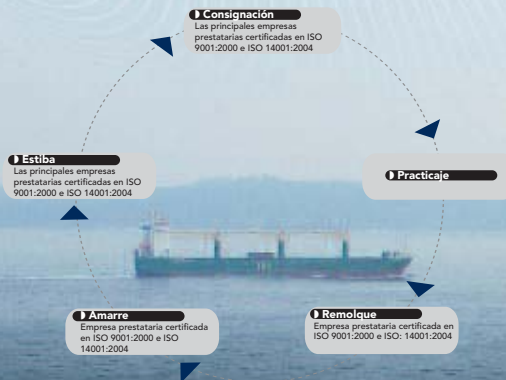 Consignación
Las principales empresas
prestatarias certificadas en ISO
9001:2000 e ISO 14001:2004
Estiba
Las principales empresas
prestatarias certificadas en ISO
9001:2000 e ISO 14001:2004
Practicaje
Amarre
Empresa prestataria certificada
en ISO 9001:2000 e ISO
14001:2004
Remolque
Empresa prestataria certificada en
ISO 9001:2000 e ISO: 14001:2004